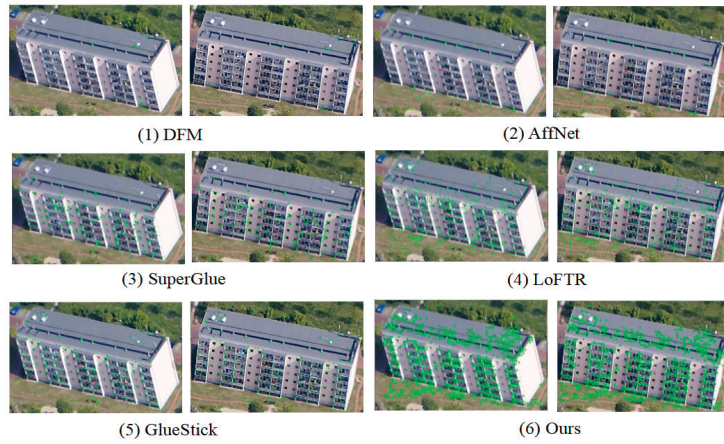 (1) DFM
(2) AffNet
(3) SuperGlue
(4) LoFTR
(5) GlueStick
(6) Ours